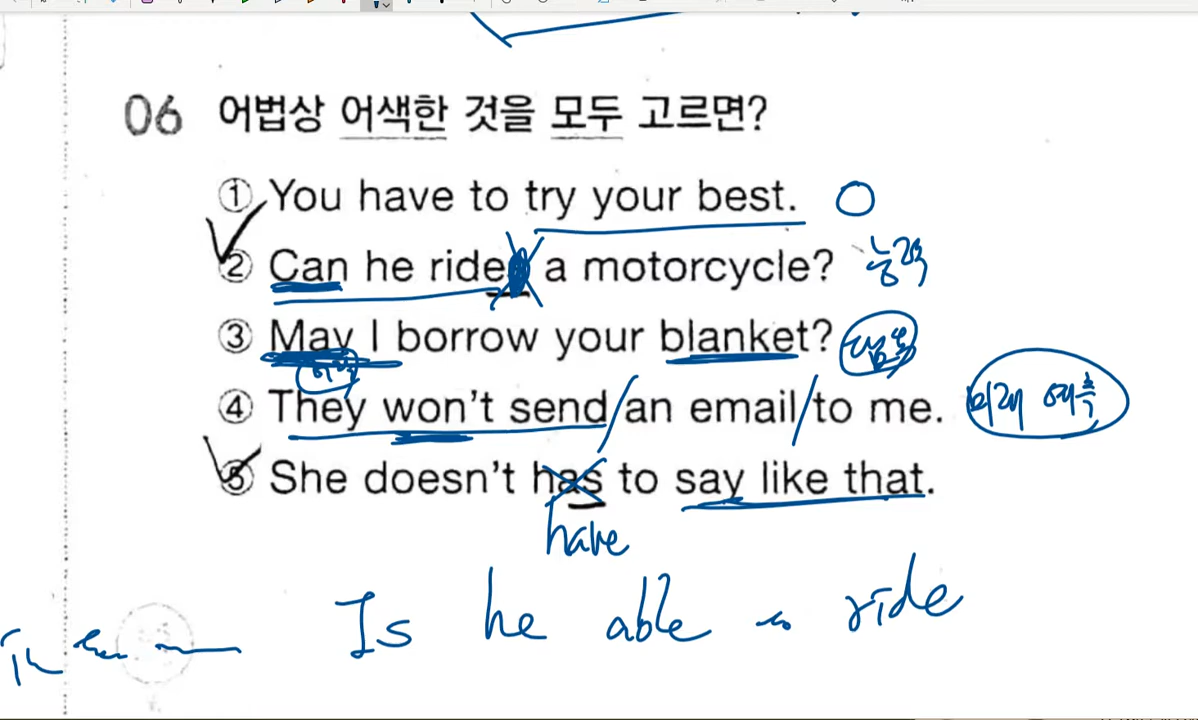 06 어법상 어색한 것을 모두 고르면?
① You have to try your best.
② Can he rides a motorcycle? 능력
③ May I borrow your blanket?
④ They won't send an email to me. 미래 예측
⑤ She doesn't has to say like that.
have
Is he able to ride